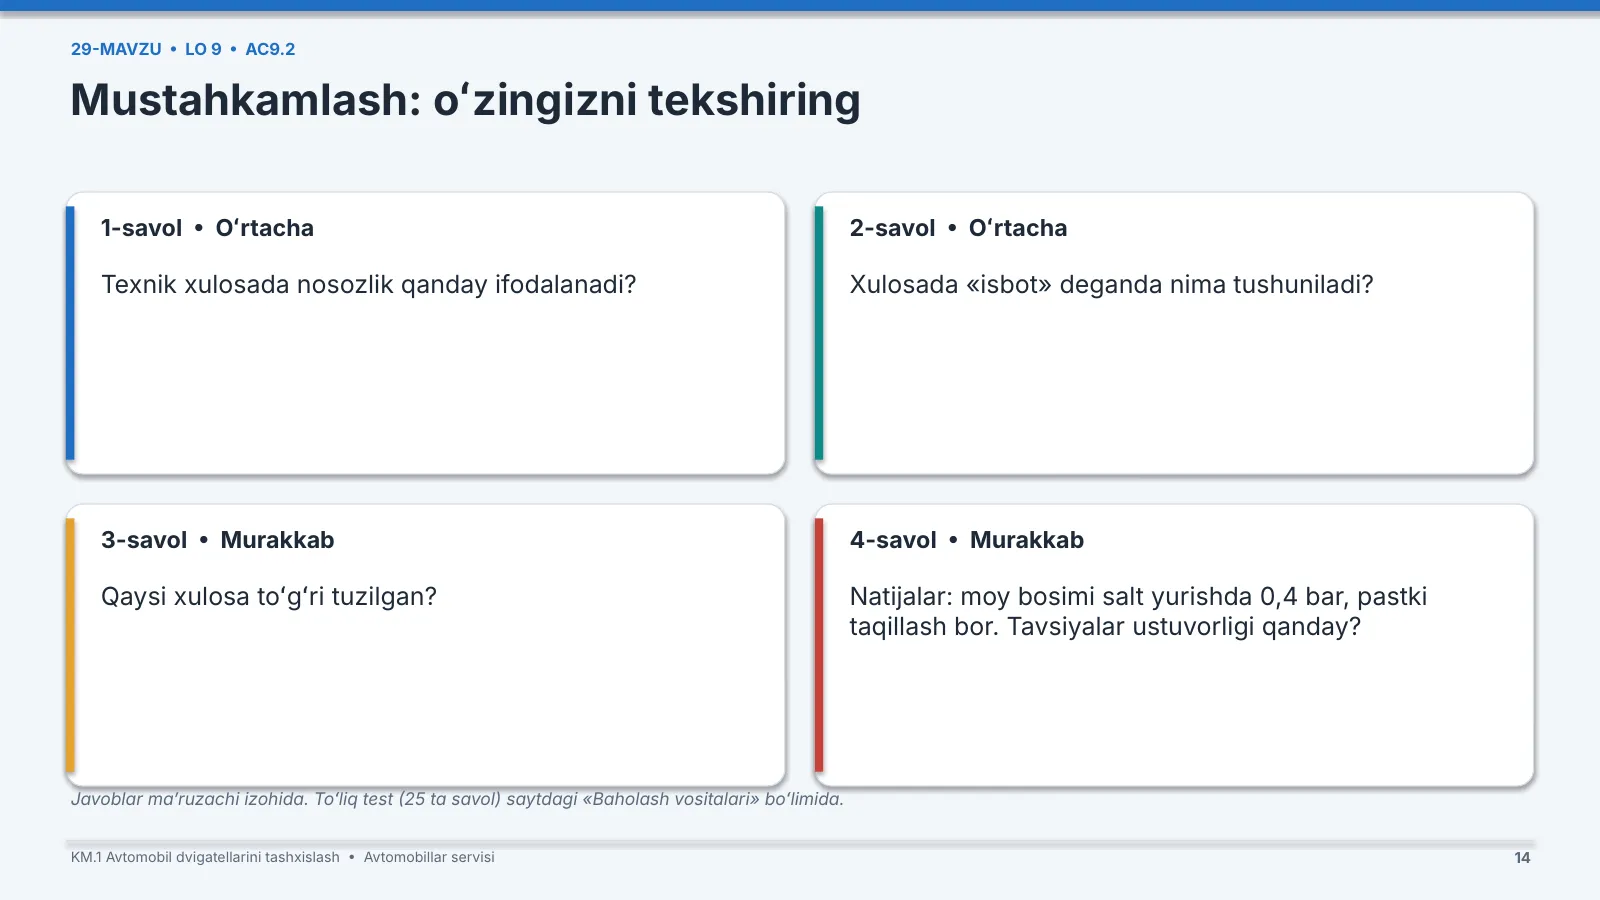 29-MAVZU • LO 9 • AC9.2
Mustahkamlash: oʻzingizni tekshiring
1-savol • Oʻrtacha
Texnik xulosada nosozlik qanday ifodalanadi?
2-savol • Oʻrtacha
Xulosada «isbot» deganda nima tushuniladi?
3-savol • Murakkab
Qaysi xulosa toʻgʻri tuzilgan?
4-savol • Murakkab
Natijalar: moy bosimi salt yurishda 0,4 bar, pastki
taqillash bor. Tavsiyalar ustuvorligi qanday?
Javoblar maʼruzachi izohida. Toʻliq test (25 ta savol) saytdagi «Baholash vositalari» boʻlimida.
KM.1 Avtomobil dvigatellarini tashxislash • Avtomobillar servisi
14